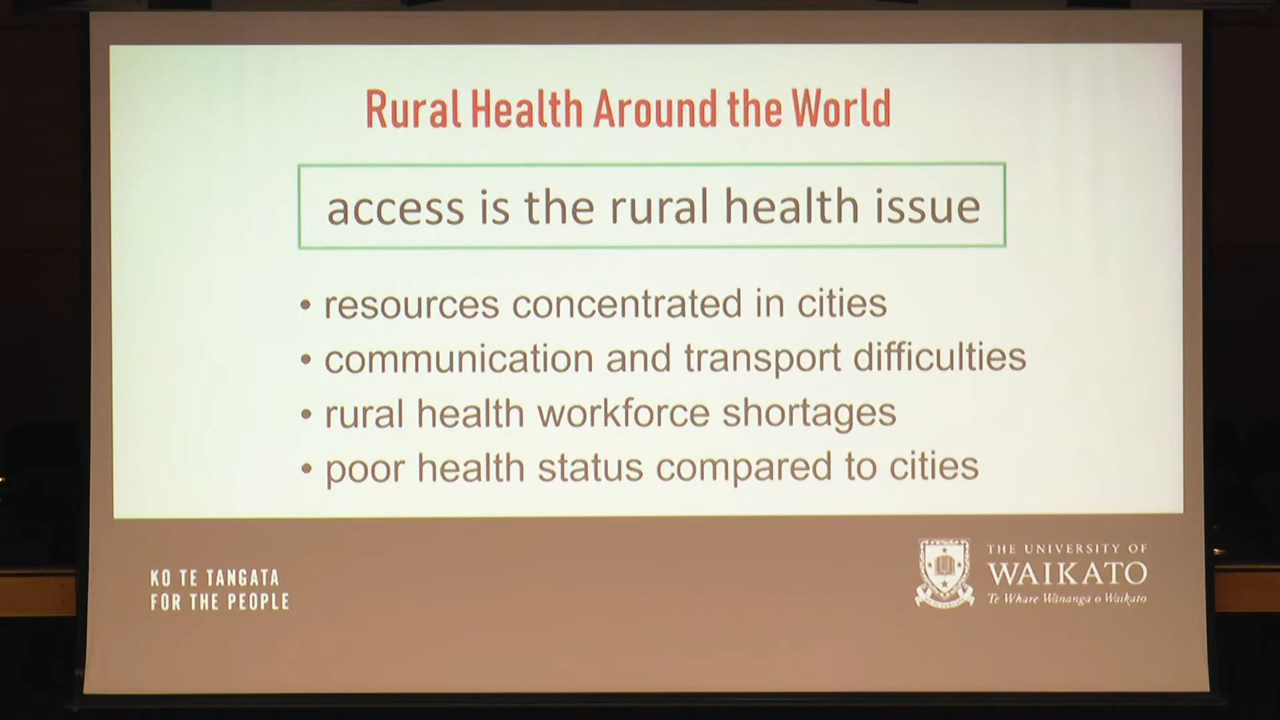 Rural Health Around the World
access is the rural health issue
• resources concentrated in cities
• communication and transport difficulties
• rural health workforce shortages
• poor health status compared to cities
KO TE TANGATA
FOR THE PEOPLE
THE UNIVERSITY OF
WAIKATO
Te Whare Wānanga o Waikato